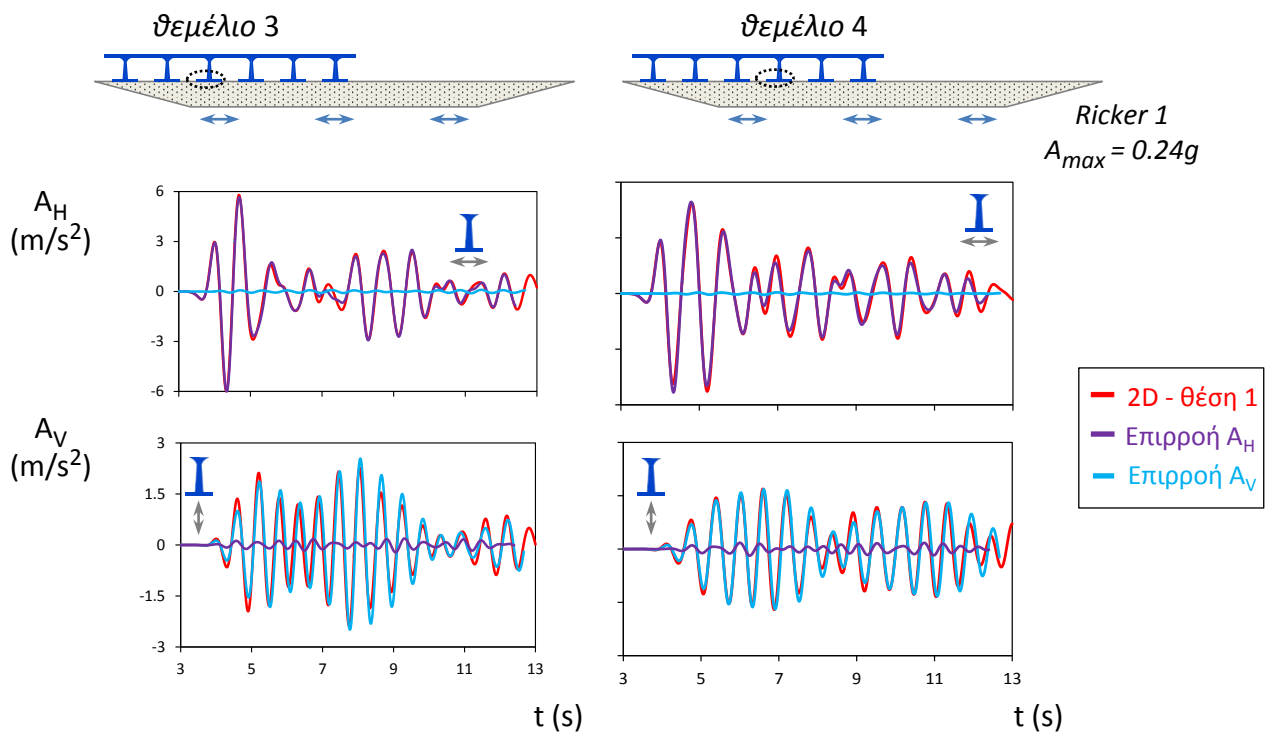 θεμέλιο 3
θεμέλιο 4
Ricker 1
Amax = 0.24g
AH
(m/s2)
6
3
0
-3
-6
2D - θέση 1
Επιρροή AH
Επιρροή AV
AV
(m/s2)
3
1.5
0
-1.5
-3
3 5 7 9 11 13
3 5 7 9 11 13
t (s)
t (s)